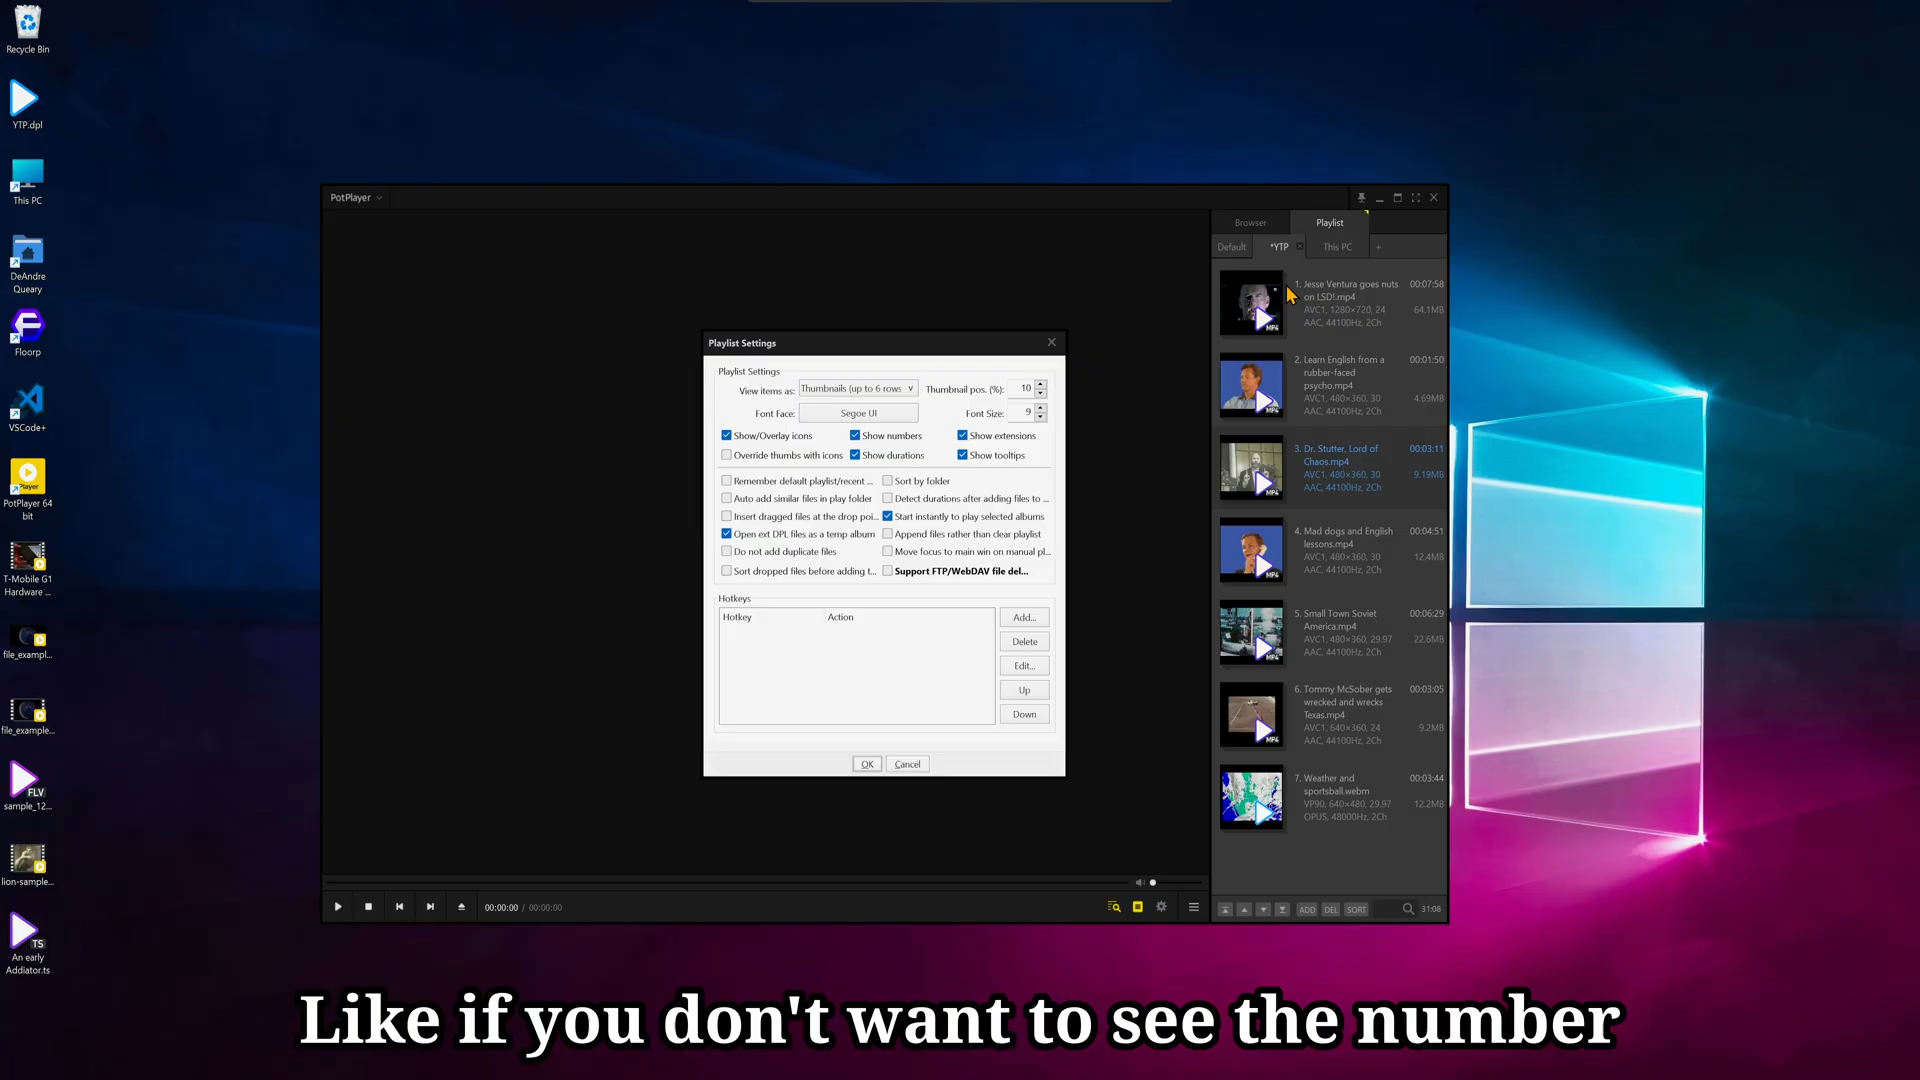 Recycle Bin
YTP.dpl
This PC
DeAndre
Queary
Floorp
VSCode+
Player
PotPlayer 64
bit
T-Mobile G1
Hardware ...
file_exampl...
file_example...
FLV
sample_12...
lion-sample...
TS
An early
Addiator.ts
PotPlayer
Browser
Playlist
Default
*YTP
This PC
+
1. Jesse Ventura goes nuts 00:07:58
on LSD!.mp4
AVC1, 1280×720, 24 64.1MB
AAC, 44100Hz, 2Ch
MP4
2. Learn English from a 00:01:50
rubber-faced
psycho.mp4
AVC1, 480×360, 30 4.69MB
AAC, 44100Hz, 2Ch
MP4
3. Dr. Stutter, Lord of 00:03:11
Chaos.mp4
AVC1, 480×360, 30 9.19MB
AAC, 44100Hz, 2Ch
MP4
4. Mad dogs and English 00:04:51
lessons.mp4
AVC1, 480×360, 30 12.4MB
AAC, 44100Hz, 2Ch
MP4
5. Small Town Soviet 00:06:29
America.mp4
AVC1, 480×360, 29.97 22.6MB
AAC, 44100Hz, 2Ch
MP4
6. Tommy McSober gets 00:03:05
wrecked and wrecks
Texas.mp4
AVC1, 640×360, 24 9.2MB
AAC, 44100Hz, 2Ch
MP4
7. Weather and 00:03:44
sportsball.webm
VP90, 640×480, 29.97 12.2MB
OPUS, 48000Hz, 2Ch
ADD DEL SORT 31:08
Playlist Settings
Playlist Settings
View items as: Thumbnails (up to 6 rows Thumbnail pos. (%): 10
Font Face: Segoe UI Font Size: 9
Show/Overlay icons Show numbers Show extensions
Override thumbs with icons Show durations Show tooltips
Remember default playlist/recent ... Sort by folder
Auto add similar files in play folder Detect durations after adding files to ...
Insert dragged files at the drop poi... Start instantly to play selected albums
Open ext DPL files as a temp album Append files rather than clear playlist
Do not add duplicate files Move focus to main win on manual pl...
Sort dropped files before adding t... Support FTP/WebDAV file del...
Hotkeys
Hotkey Action
Add...
Delete
Edit...
Up
Down
OK Cancel
00:00:00 / 00:00:00
Like if you don't want to see the number